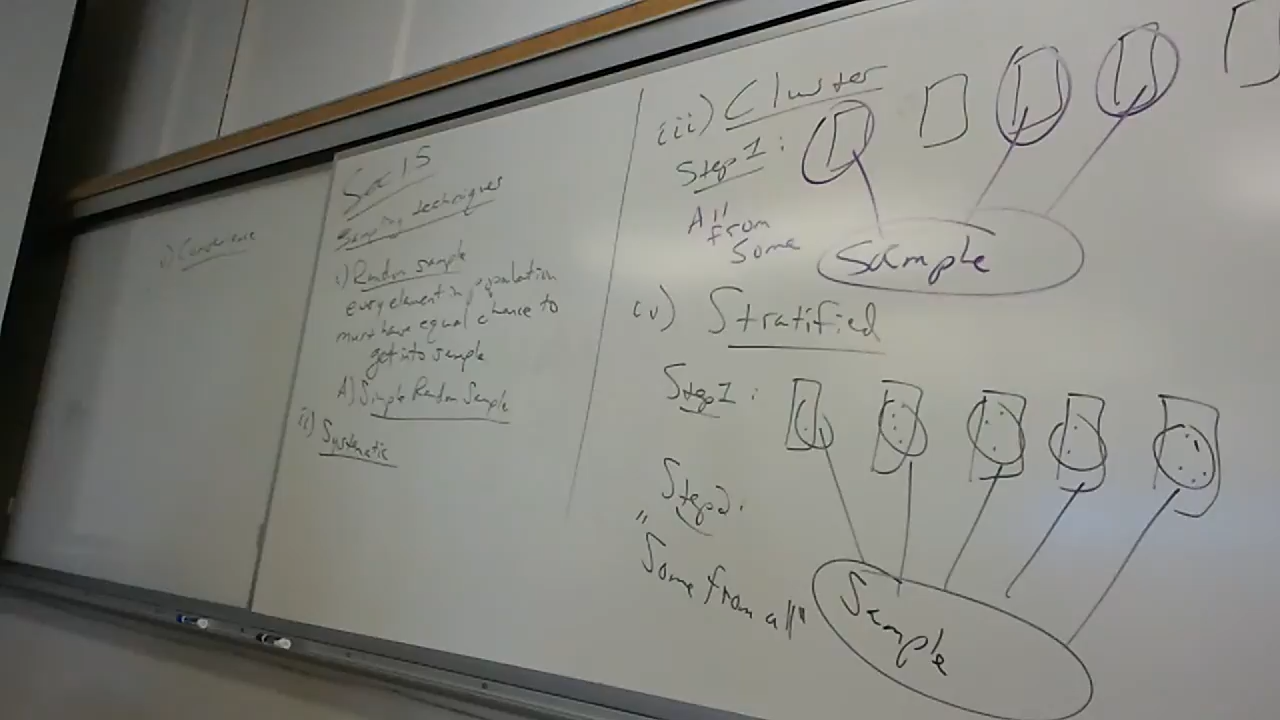 Sec 1.5
Sampling techniques
i) Random sample
every element in population
must have equal chance to
get into sample
A) Simple Random Sample
ii) Systematic
iii) Cluster
Step 1:
All
from
Some
Sample
iv) Stratified
Step 1:
Step 2:
"Some from all"
Sample
v) Convenience